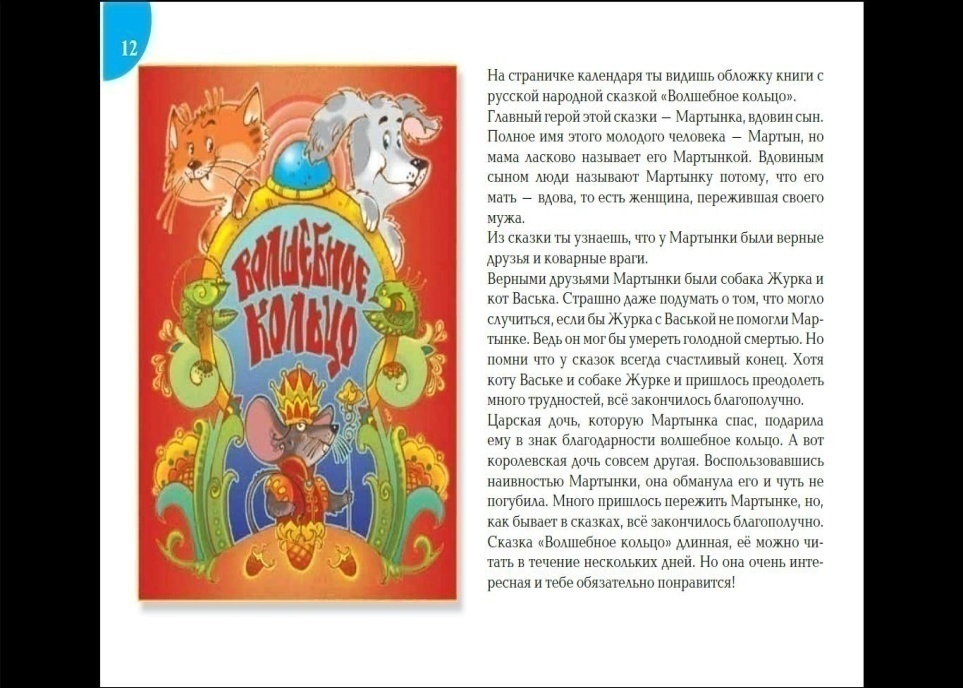 12
ВОЛШЕБНОЕ
КОЛЬЦО
На страничке календаря ты видишь обложку книги с
русской народной сказкой «Волшебное кольцо».
Главный герой этой сказки — Мартынка, вдовин сын.
Полное имя этого молодого человека — Мартын, но
мама ласково называет его Мартынкой. Вдовиным
сыном люди называют Мартынку потому, что его
мать — вдова, то есть женщина, пережившая своего
мужа.
Из сказки ты узнаешь, что у Мартынки были верные
друзья и коварные враги.
Верными друзьями Мартынки были собака Журка и
кот Васька. Страшно даже подумать о том, что могло
случиться, если бы Журка с Васькой не помогли Мар-
тынке. Ведь он мог бы умереть голодной смертью. Но
помни что у сказок всегда счастливый конец. Хотя
коту Ваське и собаке Журке и пришлось преодолеть
много трудностей, всё закончилось благополучно.
Царская дочь, которую Мартынка спас, подарила
ему в знак благодарности волшебное кольцо. А вот
королевская дочь совсем другая. Воспользовавшись
наивностью Мартынки, она обманула его и чуть не
погубила. Много пришлось пережить Мартынке, но,
как бывает в сказках, всё закончилось благополучно.
Сказка «Волшебное кольцо» длинная, её можно чи-
тать в течение нескольких дней. Но она очень инте-
ресная и тебе обязательно понравится!